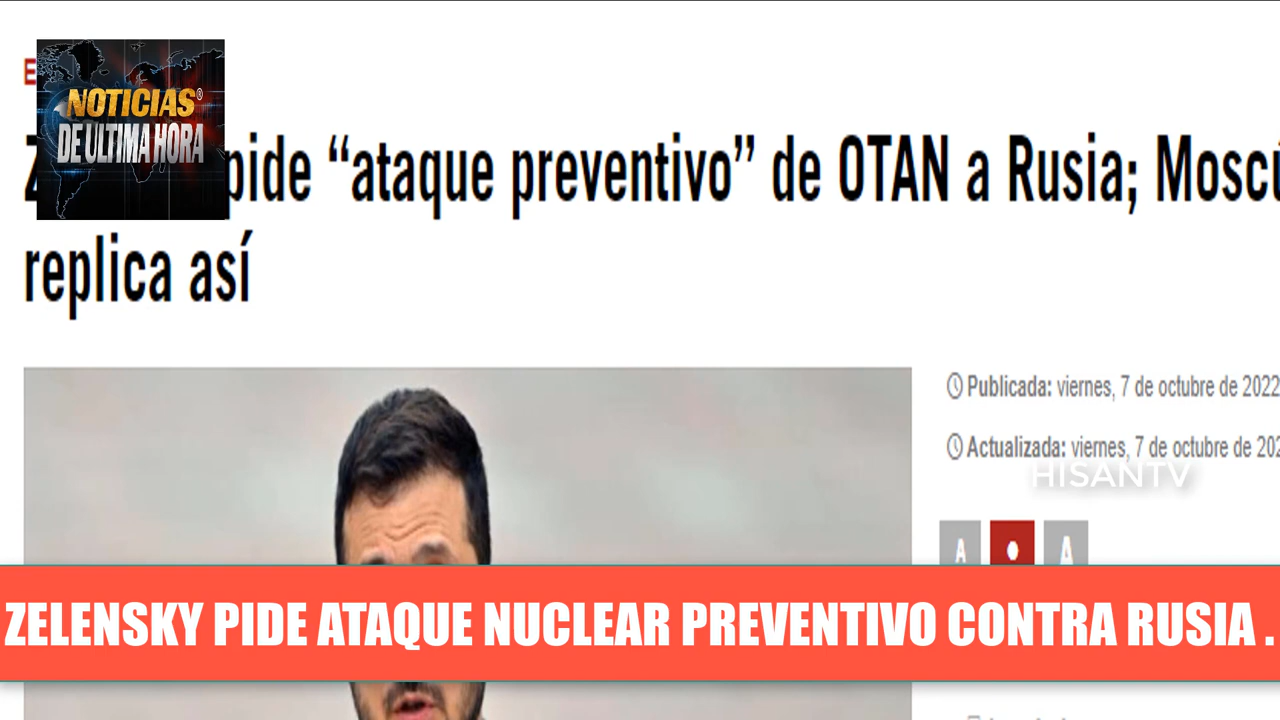 NOTICIAS®
DE ULTIMA HORA
pide “ataque preventivo” de OTAN a Rusia; Moscú
replica así
Publicada: viernes, 7 de octubre de 2022
Actualizada: viernes, 7 de octubre de 202
HISANTV
A A
ZELENSKY PIDE ATAQUE NUCLEAR PREVENTIVO CONTRA RUSIA .